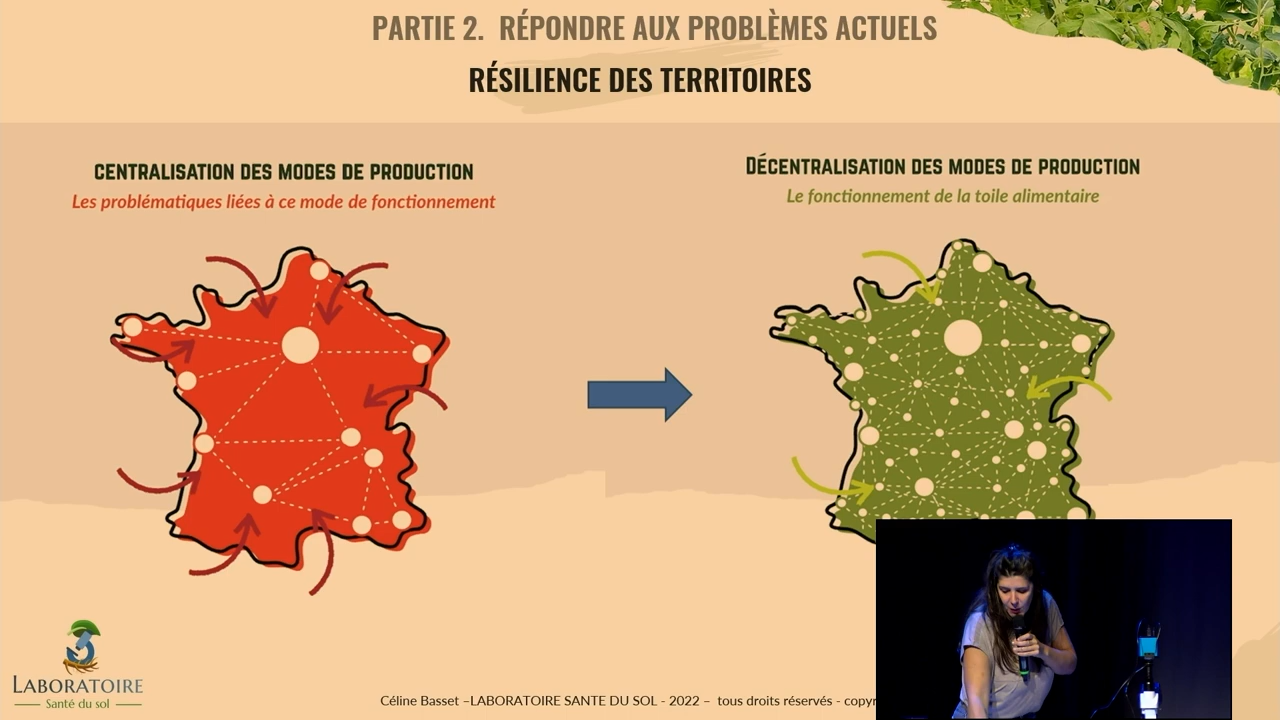 PARTIE 2. RÉPONDRE AUX PROBLÈMES ACTUELS
RÉSILIENCE DES TERRITOIRES
CENTRALISATION DES MODES DE PRODUCTION
Les problématiques liées à ce mode de fonctionnement
DÉCENTRALISATION DES MODES DE PRODUCTION
Le fonctionnement de la toile alimentaire
LABORATOIRE
Santé du sol
Céline Basset –LABORATOIRE SANTE DU SOL - 2022 – tous droits réservés - copyr